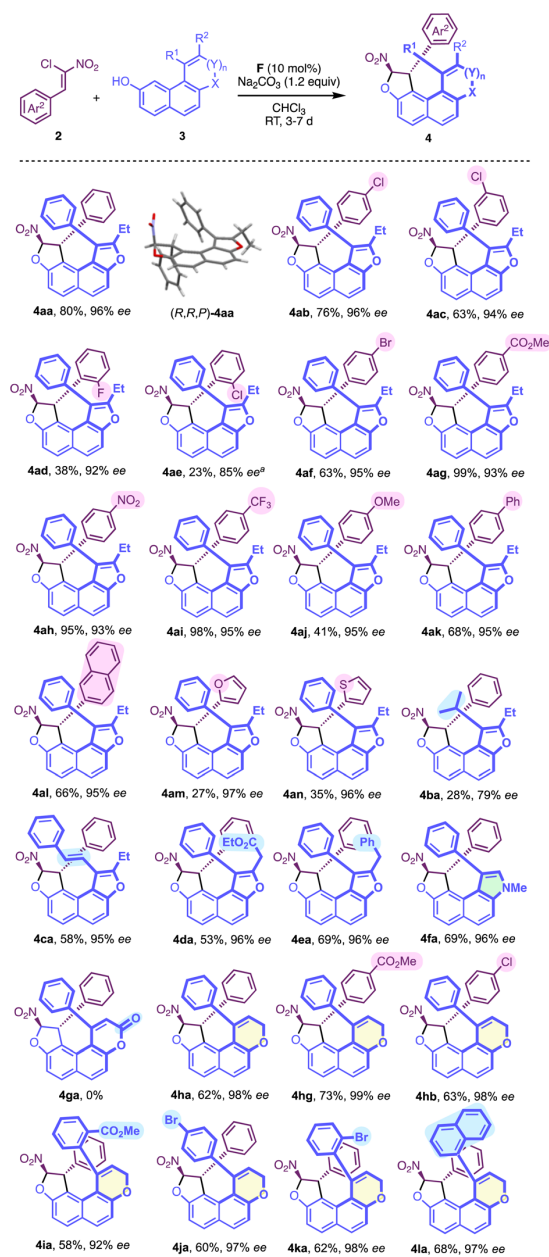 Cl
NO₂
Ar²
2
+
R¹
R²
(Y)ₙ
X
HO
3
F (10 mol%)
Na₂CO₃ (1.2 equiv)
CHCl₃
RT, 3-7 d
Ar²
R¹
R²
O₂N
(Y)ₙ
O
X
4
O₂N
Et
O
O
4aa, 80%, 96% ee
(R,R,P)-4aa
Cl
O₂N
Et
O
O
4ab, 76%, 96% ee
Cl
O₂N
Et
O
O
4ac, 63%, 94% ee
F
O₂N
Et
O
O
4ad, 38%, 92% ee
Cl
O₂N
Et
O
O
4ae, 23%, 85% eeᵃ
Br
O₂N
Et
O
O
4af, 63%, 95% ee
CO₂Me
O₂N
Et
O
O
4ag, 99%, 93% ee
NO₂
O₂N
Et
O
O
4ah, 95%, 93% ee
CF₃
O₂N
Et
O
O
4ai, 98%, 95% ee
OMe
O₂N
Et
O
O
4aj, 41%, 95% ee
Ph
O₂N
Et
O
O
4ak, 68%, 95% ee
O₂N
Et
O
O
4al, 66%, 95% ee
O
O₂N
Et
O
O
4am, 27%, 97% ee
S
O₂N
Et
O
O
4an, 35%, 96% ee
O₂N
Et
O
O
4ba, 28%, 79% ee
O₂N
Et
O
O
4ca, 58%, 95% ee
EtO₂C
O₂N
O
O
4da, 53%, 96% ee
Ph
O₂N
O
O
4ea, 69%, 96% ee
O₂N
O
NMe
4fa, 69%, 96% ee
O₂N
O
O
O
4ga, 0%
O₂N
O
O
4ha, 62%, 98% ee
CO₂Me
O₂N
O
O
4hg, 73%, 99% ee
Cl
O₂N
O
O
4hb, 63%, 98% ee
CO₂Me
O₂N
O
O
4ia, 58%, 92% ee
Br
O₂N
O
O
4ja, 60%, 97% ee
Br
O₂N
O
O
4ka, 62%, 98% ee
O₂N
O
O
4la, 68%, 97% ee